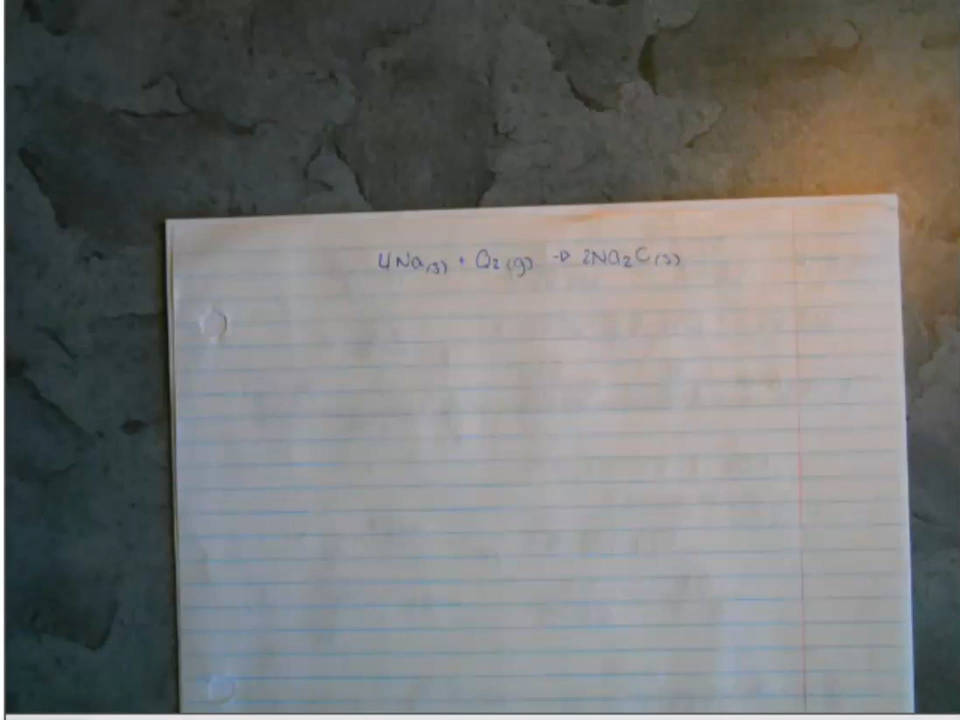 4Na(s) + O₂(g) → 2Na₂O(s)